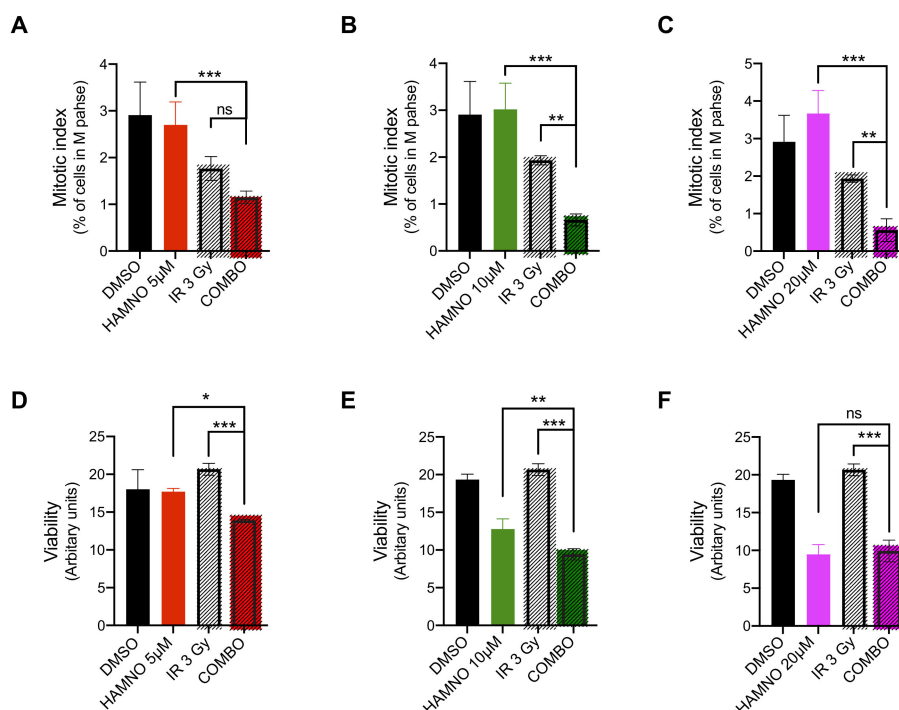 A
Mitotic index
(% of cells in M pahse)
4
3
2
1
0
***
ns
DMSO
HAMNO 5µM
IR 3 Gy
COMBO
B
Mitotic index
(% of cells in M pahse)
4
3
2
1
0
***
**
DMSO
HAMNO 10µM
IR 3 Gy
COMBO
C
Mitotic index
(% of cells in M pahse)
5
4
3
2
1
0
***
**
DMSO
HAMNO 20µM
IR 3 Gy
COMBO
D
Viability
(Arbitary units)
25
20
15
10
5
0
*
***
DMSO
HAMNO 5µM
IR 3 Gy
COMBO
E
Viability
(Arbitary units)
25
20
15
10
5
0
**
***
DMSO
HAMNO 10µM
IR 3 Gy
COMBO
F
Viability
(Arbitary units)
25
20
15
10
5
0
ns
***
DMSO
HAMNO 20µM
IR 3 Gy
COMBO